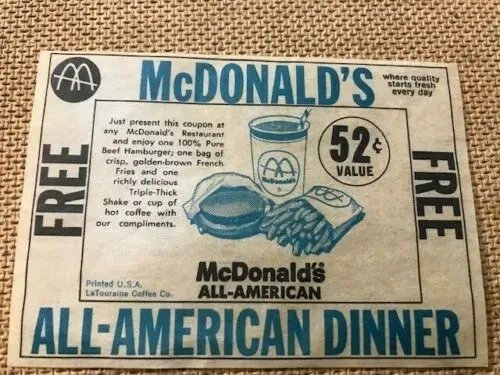 McDONALD'S
where quality
starts fresh
every day
FREE
Just present this coupon at
any McDonald's Restaurant
and enjoy one 100% Pure
Beef Hamburger; one bag of
crisp, golden-brown French
Fries and one
richly delicious
Triple-Thick
Shake or cup of
hot coffee with
our compliments.
McDonald's
52¢
VALUE
FREE
McDonald's
ALL-AMERICAN
Printed U.S.A.
LaTouraine Coffee Co.
ALL-AMERICAN DINNER